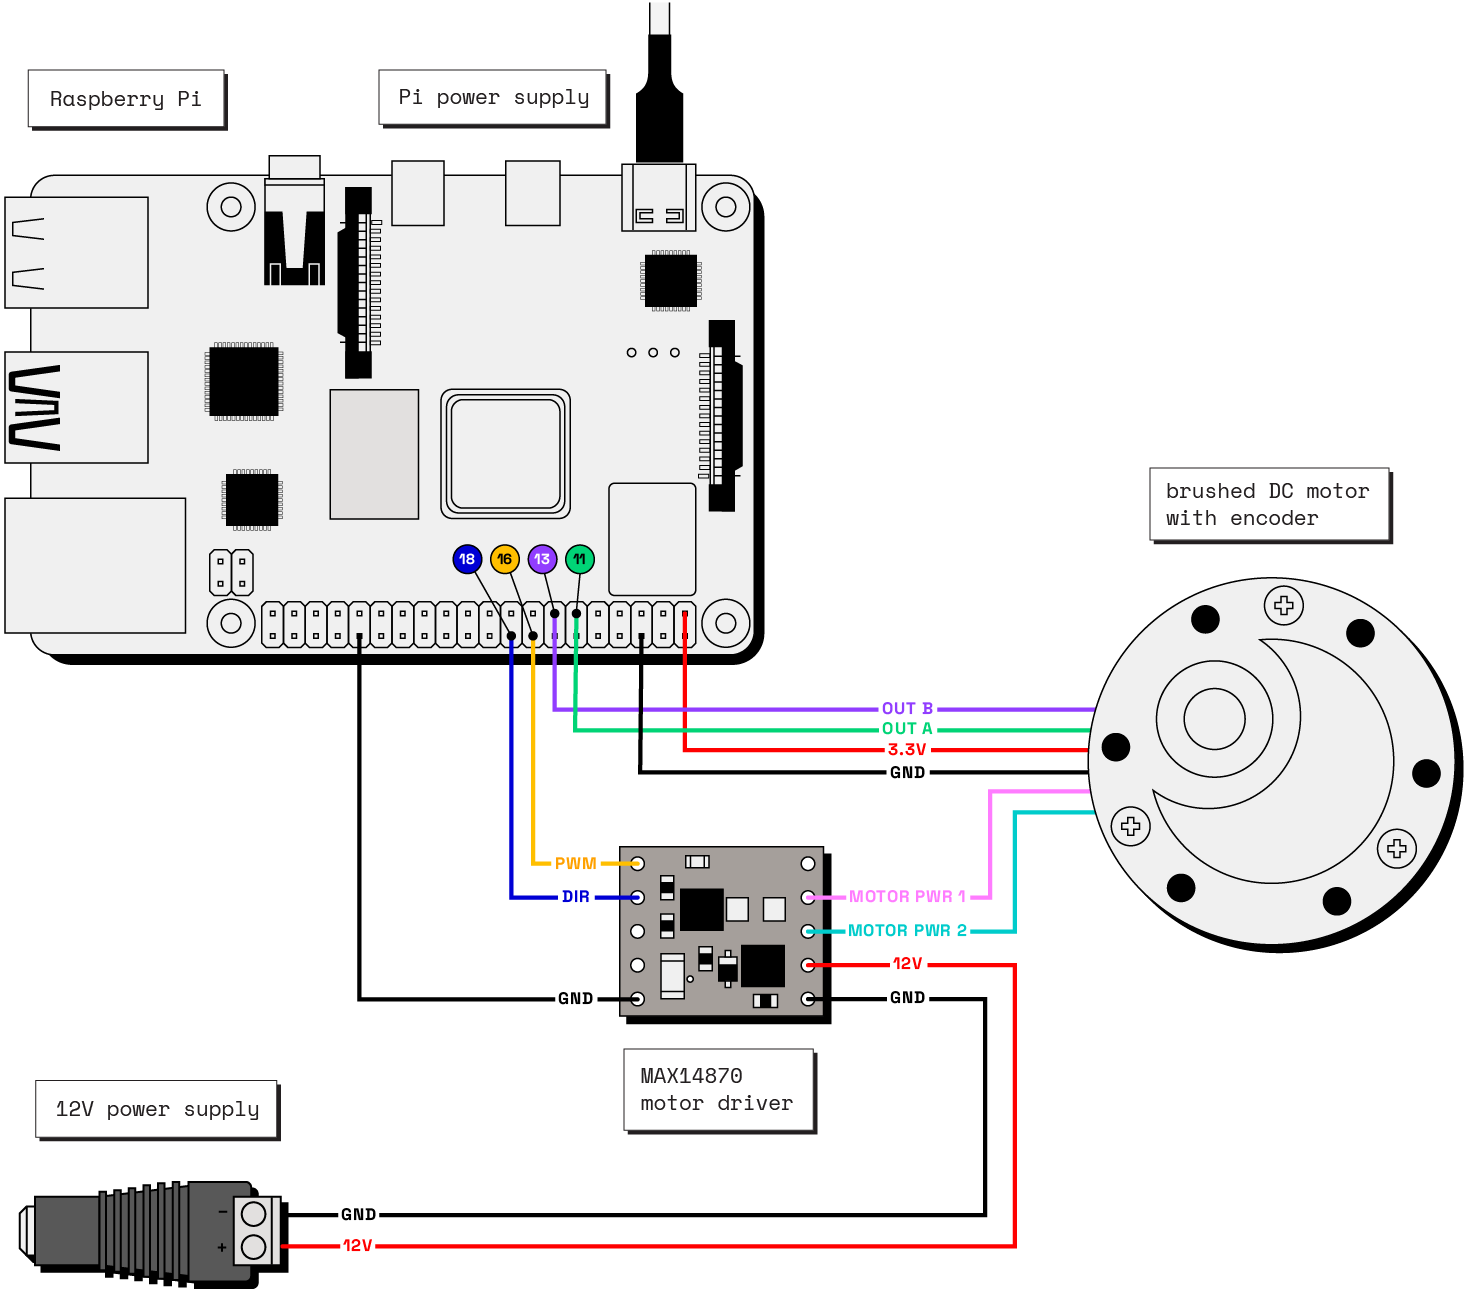 Raspberry Pi
Pi power supply
brushed DC motor
with encoder
18
16
13
11
OUT B
OUT A
3.3V
GND
PWM
DIR
MOTOR PWR 1
MOTOR PWR 2
12V
GND
GND
MAX14870
motor driver
12V power supply
-
+
GND
12V